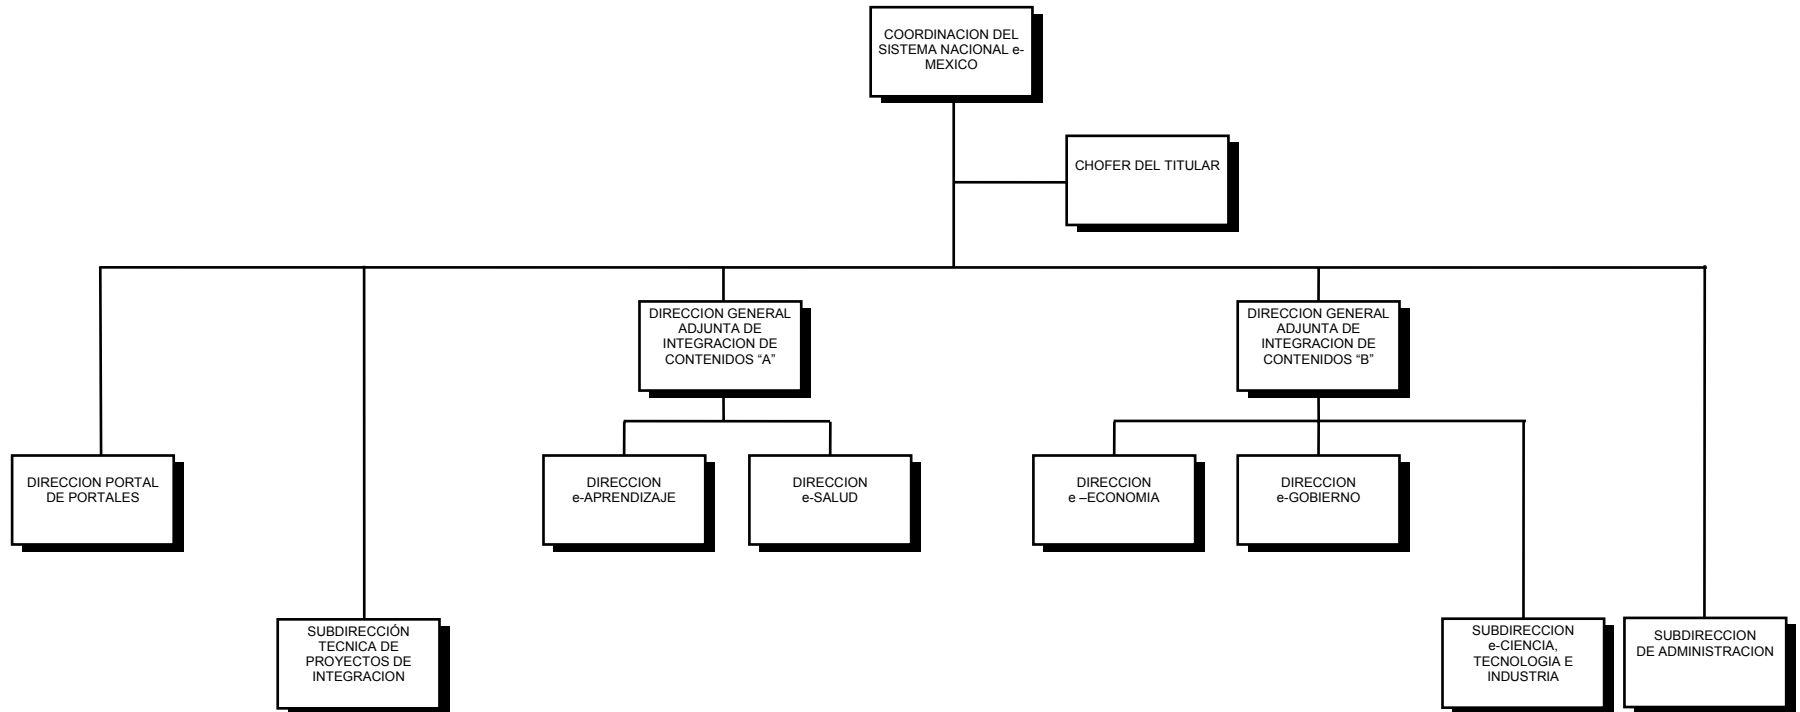 COORDINACION DEL
SISTEMA NACIONAL e-
MEXICO
CHOFER DEL TITULAR
DIRECCION GENERAL
ADJUNTA DE
INTEGRACION DE
CONTENIDOS “A”
DIRECCION GENERAL
ADJUNTA DE
INTEGRACION DE
CONTENIDOS “B”
DIRECCION PORTAL
DE PORTALES
DIRECCION
e-APRENDIZAJE
DIRECCION
e-SALUD
DIRECCION
e –ECONOMIA
DIRECCION
e-GOBIERNO
SUBDIRECCIÓN
TECNICA DE
PROYECTOS DE
INTEGRACION
SUBDIRECCION
e-CIENCIA,
TECNOLOGIA E
INDUSTRIA
SUBDIRECCION
DE ADMINISTRACION